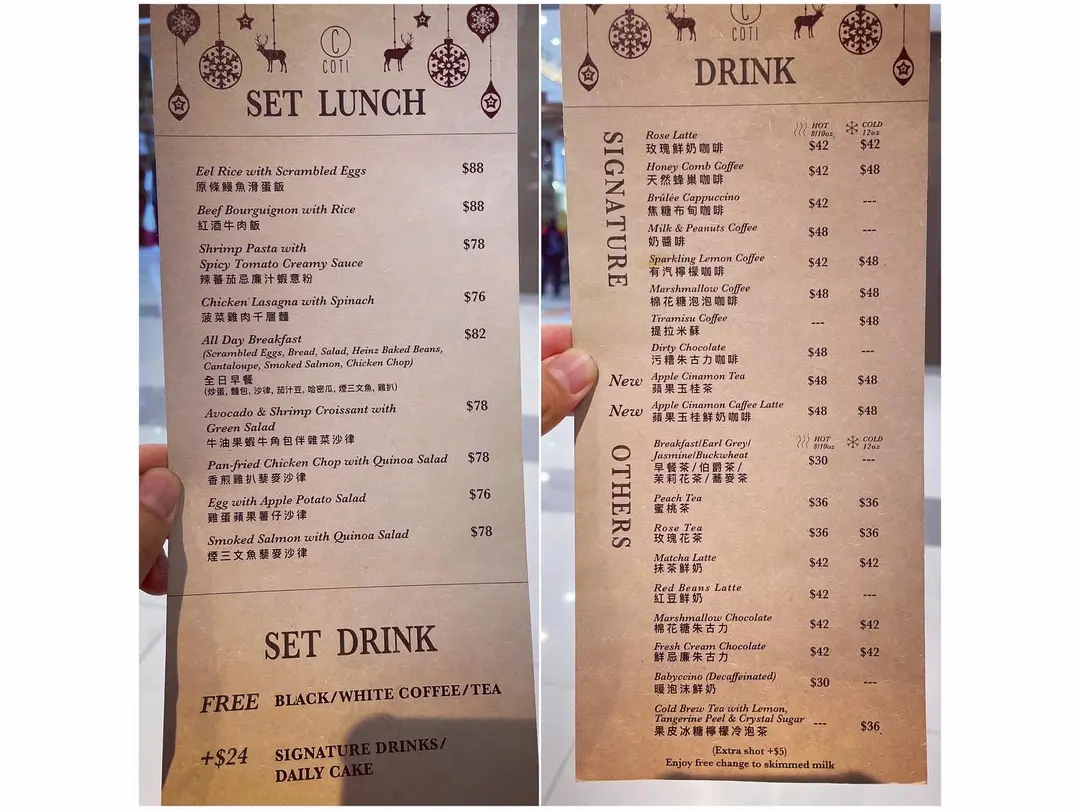 C
COTI
SET LUNCH
Eel Rice with Scrambled Eggs $88
原條鰻魚滑蛋飯
Beef Bourguignon with Rice $88
紅酒牛肉飯
Shrimp Pasta with $78
Spicy Tomato Creamy Sauce
辣蕃茄忌廉汁蝦意粉
Chicken Lasagna with Spinach $76
菠菜雞肉千層麵
All Day Breakfast $82
(Scrambled Eggs, Bread, Salad, Heinz Baked Beans,
Cantaloupe, Smoked Salmon, Chicken Chop)
全日早餐
(炒蛋, 麵包, 沙律, 茄汁豆, 哈密瓜, 煙三文魚, 雞扒)
Avocado & Shrimp Croissant with $78
Green Salad
牛油果蝦牛角包伴雜菜沙律
Pan-fried Chicken Chop with Quinoa Salad $78
香煎雞扒藜麥沙律
Egg with Apple Potato Salad $76
雞蛋蘋果薯仔沙律
Smoked Salmon with Quinoa Salad $78
煙三文魚藜麥沙律
SET DRINK
FREE BLACK/WHITE COFFEE/TEA
+$24 SIGNATURE DRINKS/
DAILY CAKE
C
COTI
DRINK
SIGNATURE
HOT 8/10oz COLD 12oz
Rose Latte
玫瑰鮮奶咖啡 $42 $42
Honey Comb Coffee $42 $48
天然蜂巢咖啡
Brûlée Cappuccino $42 ---
焦糖布甸咖啡
Milk & Peanuts Coffee $48 ---
奶醬啡
Sparkling Lemon Coffee $42 $48
有汽檸檬咖啡
Marshmallow Coffee $48 $48
棉花糖泡泡咖啡
Tiramisu Coffee --- $48
提拉米蘇
Dirty Chocolate $48 ---
污糟朱古力咖啡
New Apple Cinamon Tea $48 $48
蘋果玉桂茶
New Apple Cinamon Caffee Latte $48 $48
蘋果玉桂鮮奶咖啡
OTHERS
HOT 8/10oz COLD 12oz
Breakfast/Earl Grey/
Jasmine/Buckwheat $30 ---
早餐茶/伯爵茶/
茉莉花茶/蕎麥茶
Peach Tea $36 $36
蜜桃茶
Rose Tea $36 $36
玫瑰花茶
Matcha Latte $42 $42
抹茶鮮奶
Red Beans Latte $42 ---
紅豆鮮奶
Marshmallow Chocolate $42 $42
棉花糖朱古力
Fresh Cream Chocolate $42 $42
鮮忌廉朱古力
Babyccino (Decaffeinated) $30 ---
暖泡沫鮮奶
Cold Brew Tea with Lemon,
Tangerine Peel & Crystal Sugar --- $36
果皮冰糖檸檬冷泡茶
(Extra shot +$5)
Enjoy free change to skimmed milk